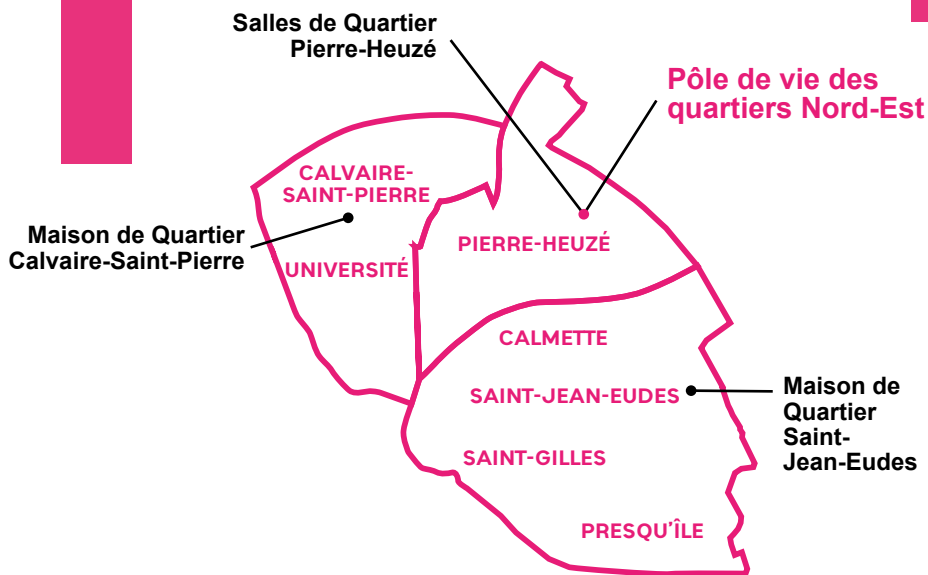 Salles de Quartier
Pierre-Heuzé
Pôle de vie des
quartiers Nord-Est
CALVAIRE-
SAINT-PIERRE
Maison de Quartier
Calvaire-Saint-Pierre
PIERRE-HEUZÉ
UNIVERSITÉ
CALMETTE
SAINT-JEAN-EUDES
Maison de
Quartier
Saint-
Jean-Eudes
SAINT-GILLES
PRESQU'ÎLE